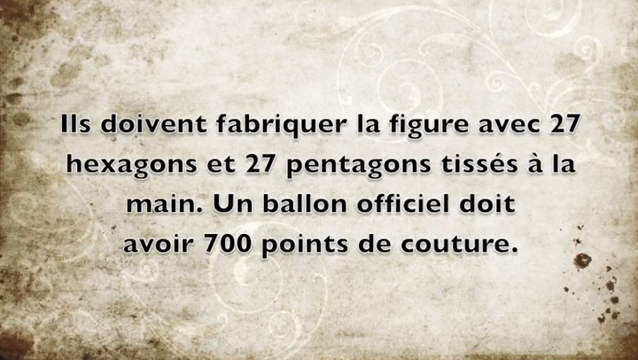 Ils doivent fabriquer la figure avec 27
hexagons et 27 pentagons tissés à la
main. Un ballon officiel doit
avoir 700 points de couture.